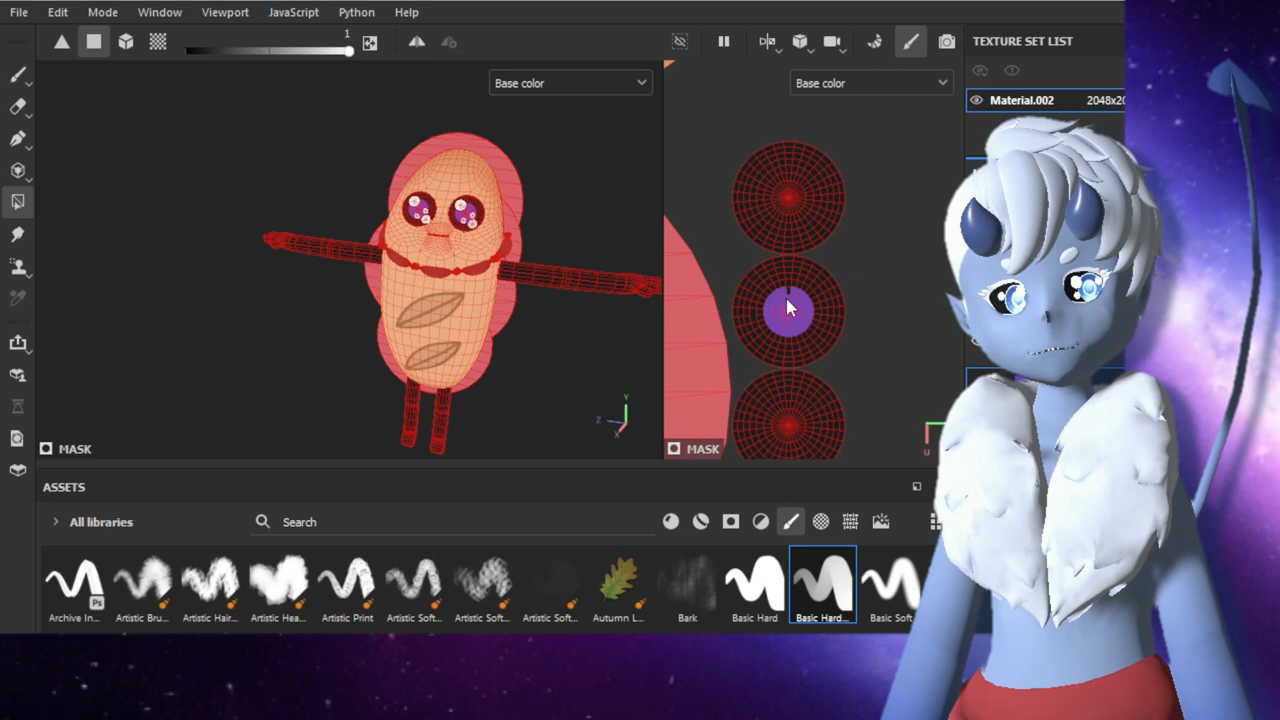 File Edit Mode Window Viewport JavaScript Python Help
1
TEXTURE SET LIST
Base color
Base color
Material.002 2048x20
Y
Z
X
U
MASK
MASK
ASSETS
All libraries
Search
Ps
Archive In... Artistic Bru... Artistic Hair... Artistic Hea... Artistic Print Artistic Soft... Artistic Soft... Artistic Soft... Autumn L... Bark Basic Hard Basic Hard... Basic Soft